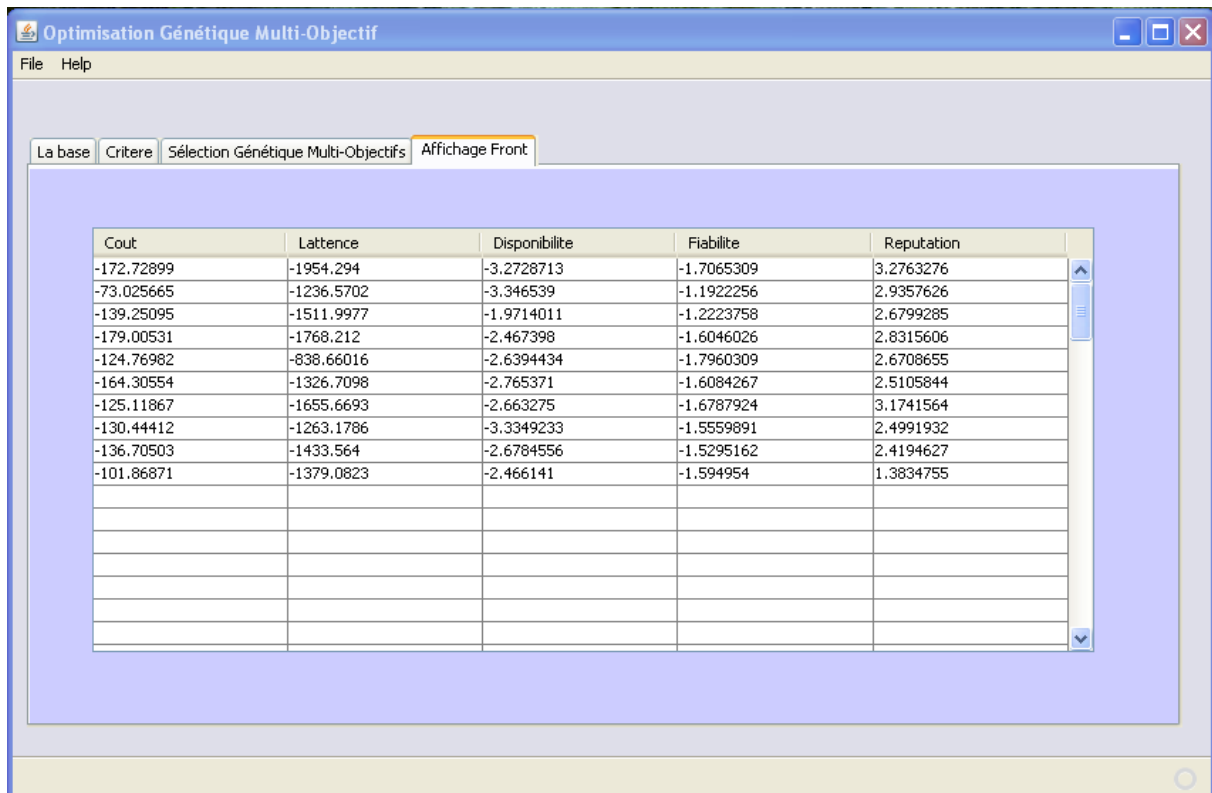 Optimisation Génétique Multi-Objectif
File Help
La base Critere Sélection Génétique Multi-Objectifs Affichage Front
Cout Lattence Disponibilite Fiabilite Reputation
-172.72899 -1954.294 -3.2728713 -1.7065309 3.2763276
-73.025665 -1236.5702 -3.346539 -1.1922256 2.9357626
-139.25095 -1511.9977 -1.9714011 -1.2223758 2.6799285
-179.00531 -1768.212 -2.467398 -1.6046026 2.8315606
-124.76982 -838.66016 -2.6394434 -1.7960309 2.6708655
-164.30554 -1326.7098 -2.765371 -1.6084267 2.5105844
-125.11867 -1655.6693 -2.663275 -1.6787924 3.1741564
-130.44412 -1263.1786 -3.3349233 -1.5559891 2.4991932
-136.70503 -1433.564 -2.6784556 -1.5295162 2.4194627
-101.86871 -1379.0823 -2.466141 -1.594954 1.3834755